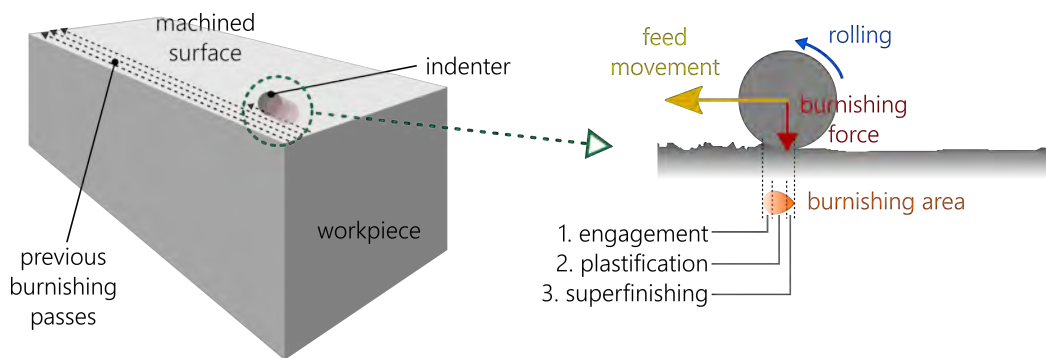 machined
surface
indenter
workpiece
previous
burnishing
passes
feed
movement
rolling
burnishing
force
burnishing area
1. engagement
2. plastification
3. superfinishing